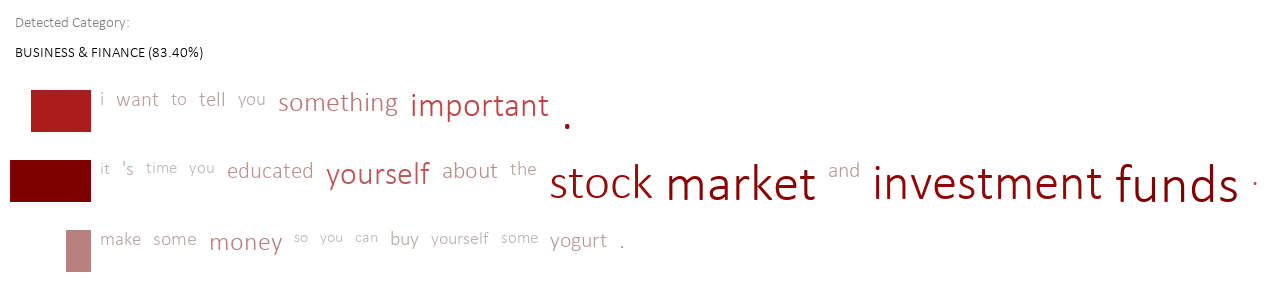 Detected Category:
BUSINESS & FINANCE (83.40%)
i want to tell you something important .
it 's time you educated yourself about the stock market and investment funds .
make some money so you can buy yourself some yogurt .